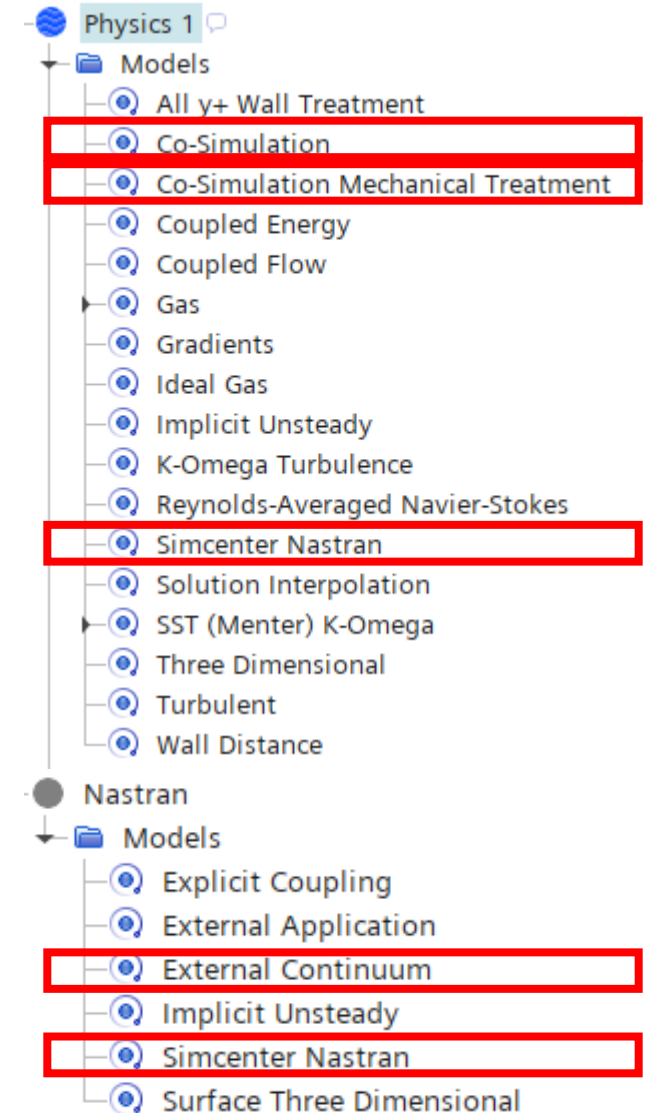 Physics 1
Models
All y+ Wall Treatment
Co-Simulation
Co-Simulation Mechanical Treatment
Coupled Energy
Coupled Flow
Gas
Gradients
Ideal Gas
Implicit Unsteady
K-Omega Turbulence
Reynolds-Averaged Navier-Stokes
Simcenter Nastran
Solution Interpolation
SST (Menter) K-Omega
Three Dimensional
Turbulent
Wall Distance
Nastran
Models
Explicit Coupling
External Application
External Continuum
Implicit Unsteady
Simcenter Nastran
Surface Three Dimensional